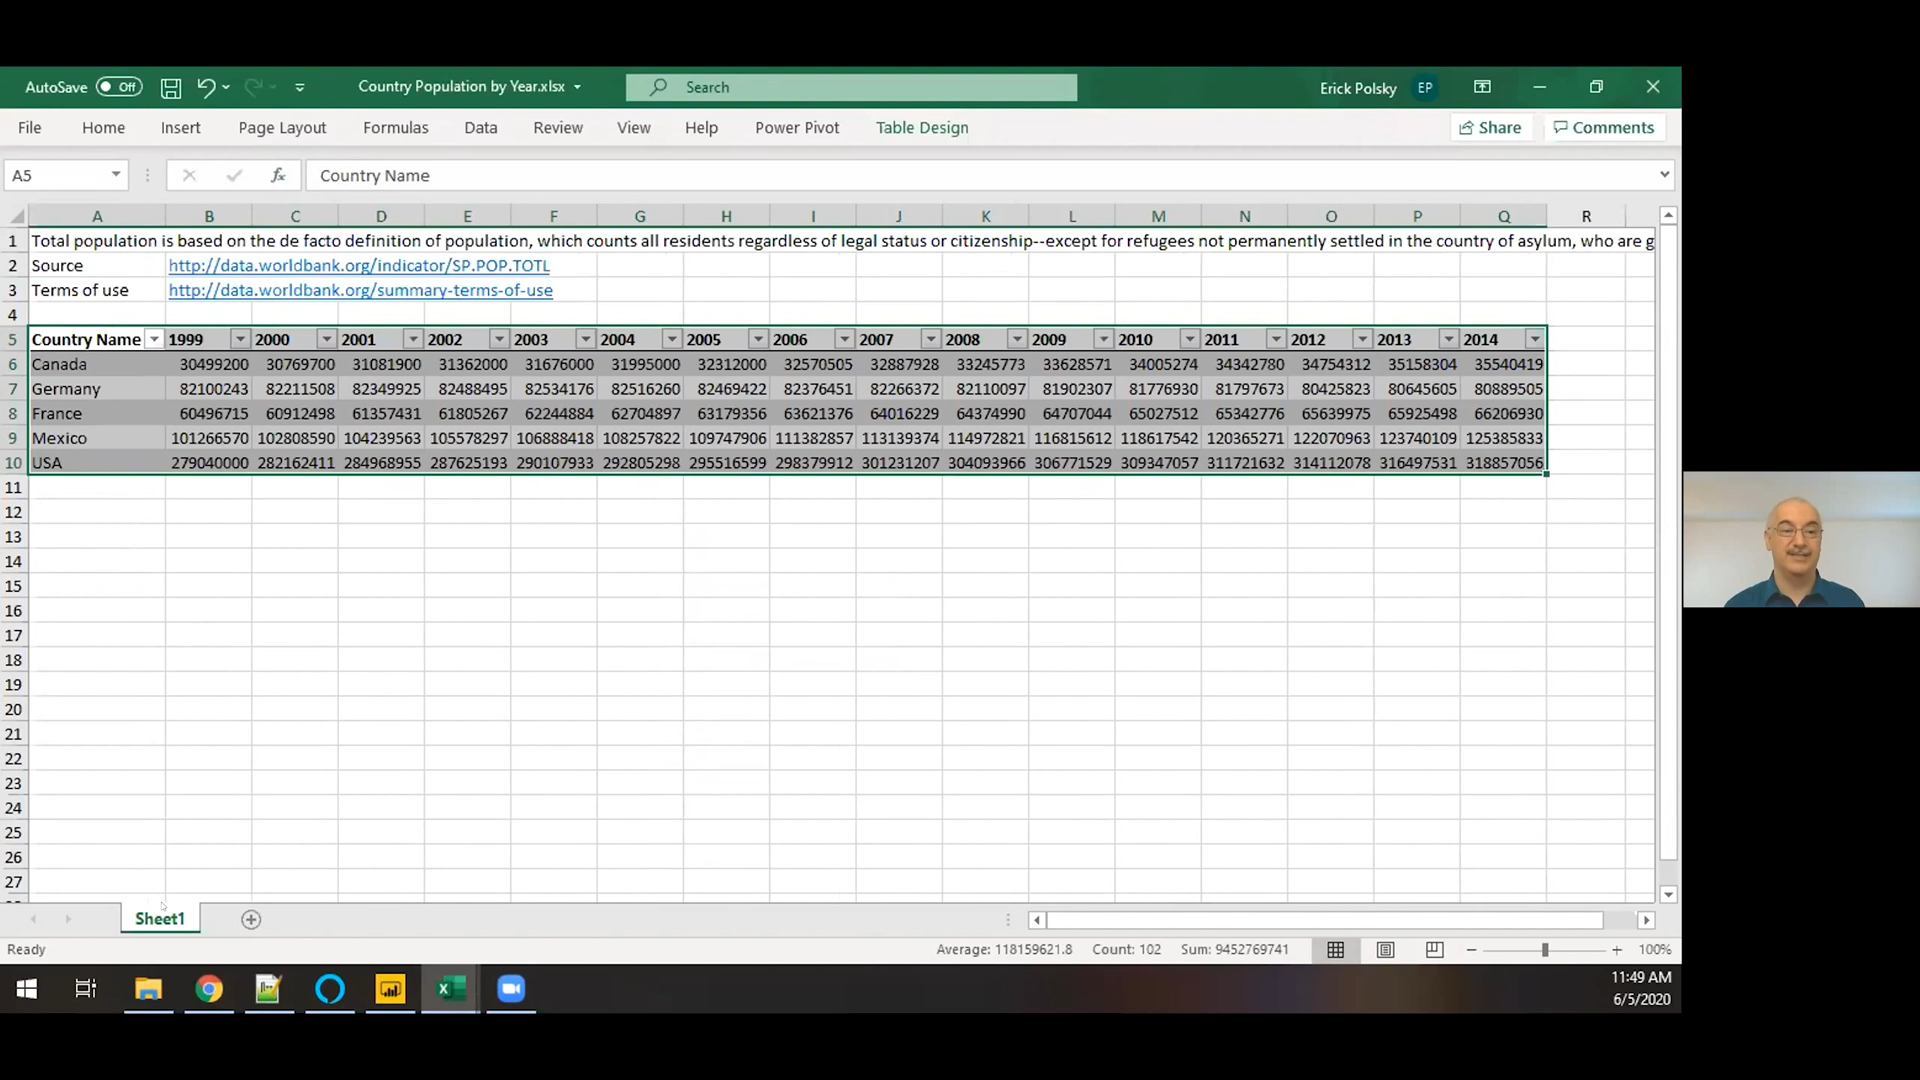 AutoSave Off Country Population by Year.xlsx Search Erick Polsky EP
File Home Insert Page Layout Formulas Data Review View Help Power Pivot Table Design Share Comments
A5 fx Country Name
A B C D E F G H I J K L M N O P Q R
1 Total population is based on the de facto definition of population, which counts all residents regardless of legal status or citizenship--except for refugees not permanently settled in the country of asylum, who are g
2 Source http://data.worldbank.org/indicator/SP.POP.TOTL
3 Terms of use http://data.worldbank.org/summary-terms-of-use
4
5 Country Name 1999 2000 2001 2002 2003 2004 2005 2006 2007 2008 2009 2010 2011 2012 2013 2014
6 Canada 30499200 30769700 31081900 31362000 31676000 31995000 32312000 32570505 32887928 33245773 33628571 34005274 34342780 34754312 35158304 35540419
7 Germany 82100243 82211508 82349925 82488495 82534176 82516260 82469422 82376451 82266372 82110097 81902307 81776930 81797673 80425823 80645605 80889505
8 France 60496715 60912498 61357431 61805267 62244884 62704897 63179356 63621376 64016229 64374990 64707044 65027512 65342776 65639975 65925498 66206930
9 Mexico 101266570 102808590 104239563 105578297 106888418 108257822 109747906 111382857 113139374 114972821 116815612 118617542 120365271 122070963 123740109 125385833
10 USA 279040000 282162411 284968955 287625193 290107933 292805298 295516599 298379912 301231207 304093966 306771529 309347057 311721632 314112078 316497531 318857056
11
12
13
14
15
16
17
18
19
20
21
22
23
24
25
26
27
Sheet1
Ready Average: 118159621.8 Count: 102 Sum: 9452769741 100%
11:49 AM
6/5/2020